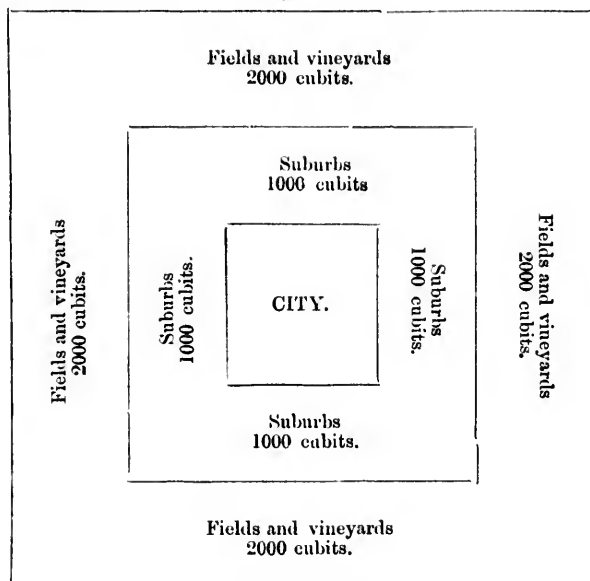 Fields and vineyards
2000 cubits.
Suburbs
1000 cubits
Fields and vineyards
2000 cubits.
Suburbs
1000 cubits.
CITY.
Suburbs
1000 cubits.
Fields and vineyards
2000 cubits.
Suburbs
1000 cubits.
Fields and vineyards
2000 cubits.